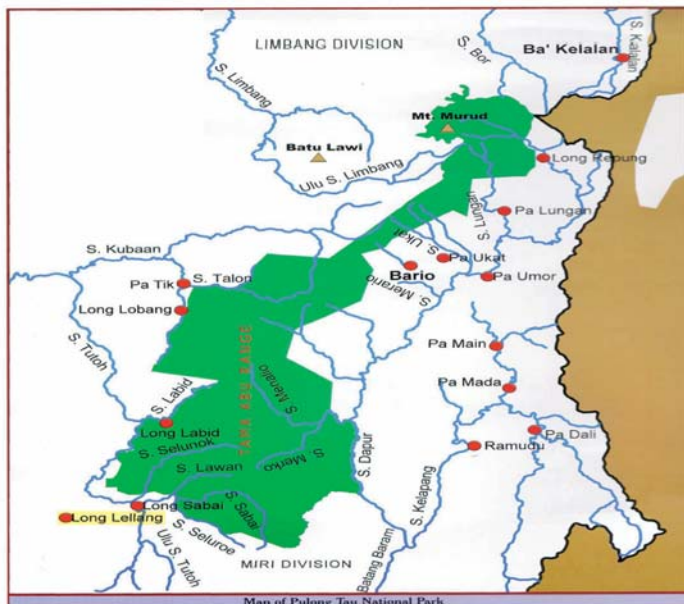 LIMBANG DIVISION
S. Bor
Ba' Kelalan
S. Kalalan
S. Limbang
Mt. Murud
Batu Lawi
Long Repung
Ulu S. Limbang
S. Lungan
Pa Lungan
S. Kubaan
S. Ukat
Pa Ukat
Pa Tik
S. Talon
Bario
S. Merario
Pa Umor
Long Lobang
S. Tutoh
TAMA ABU RANGE
Pa Main
S. Menalio
Pa Mada
S. Labid
Long Labid
Pa Dali
S. Selunok
Ramudu
S. Dapur
S. Merko
S. Lawan
S. Kelapang
Long Sabai
S. Sabai
Long Lellang
S. Seluroe
Ulu S. Tutoh
Batang Baram
MIRI DIVISION
Map of Pulong Tau National Park